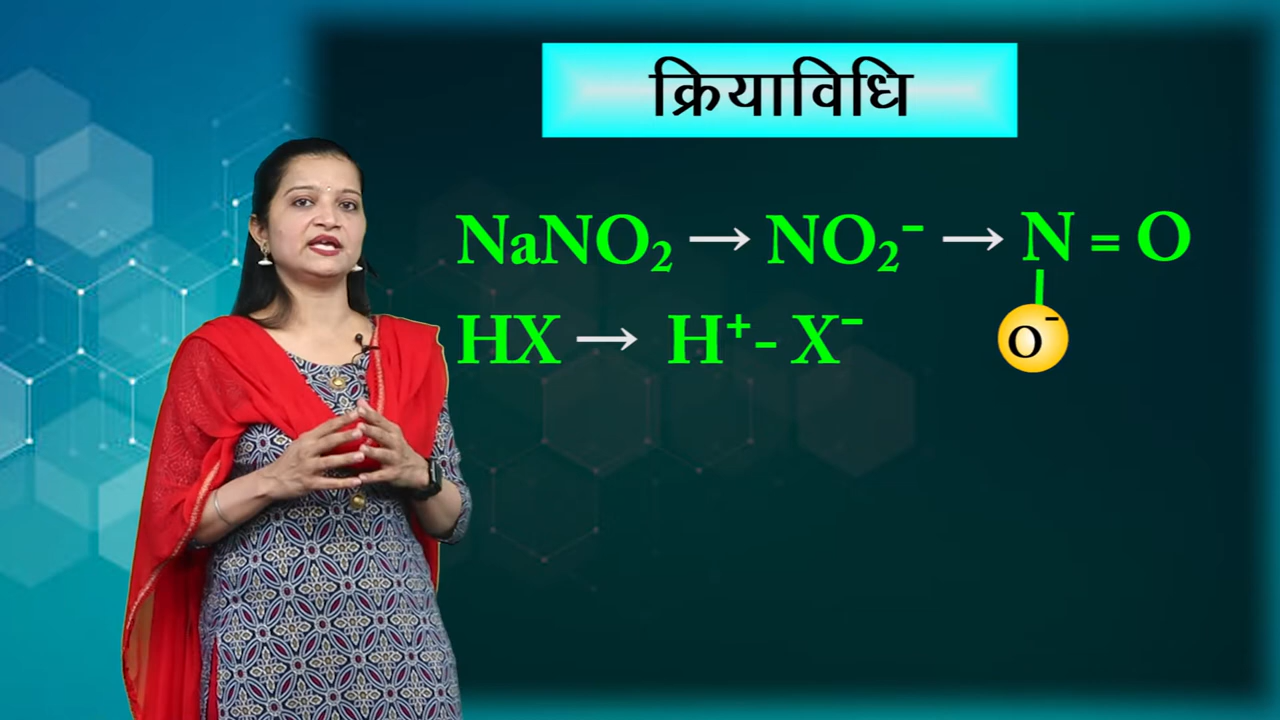 क्रियाविधि
NaNO₂ → NO₂⁻ → N = O
HX → H⁺- X⁻ O⁻